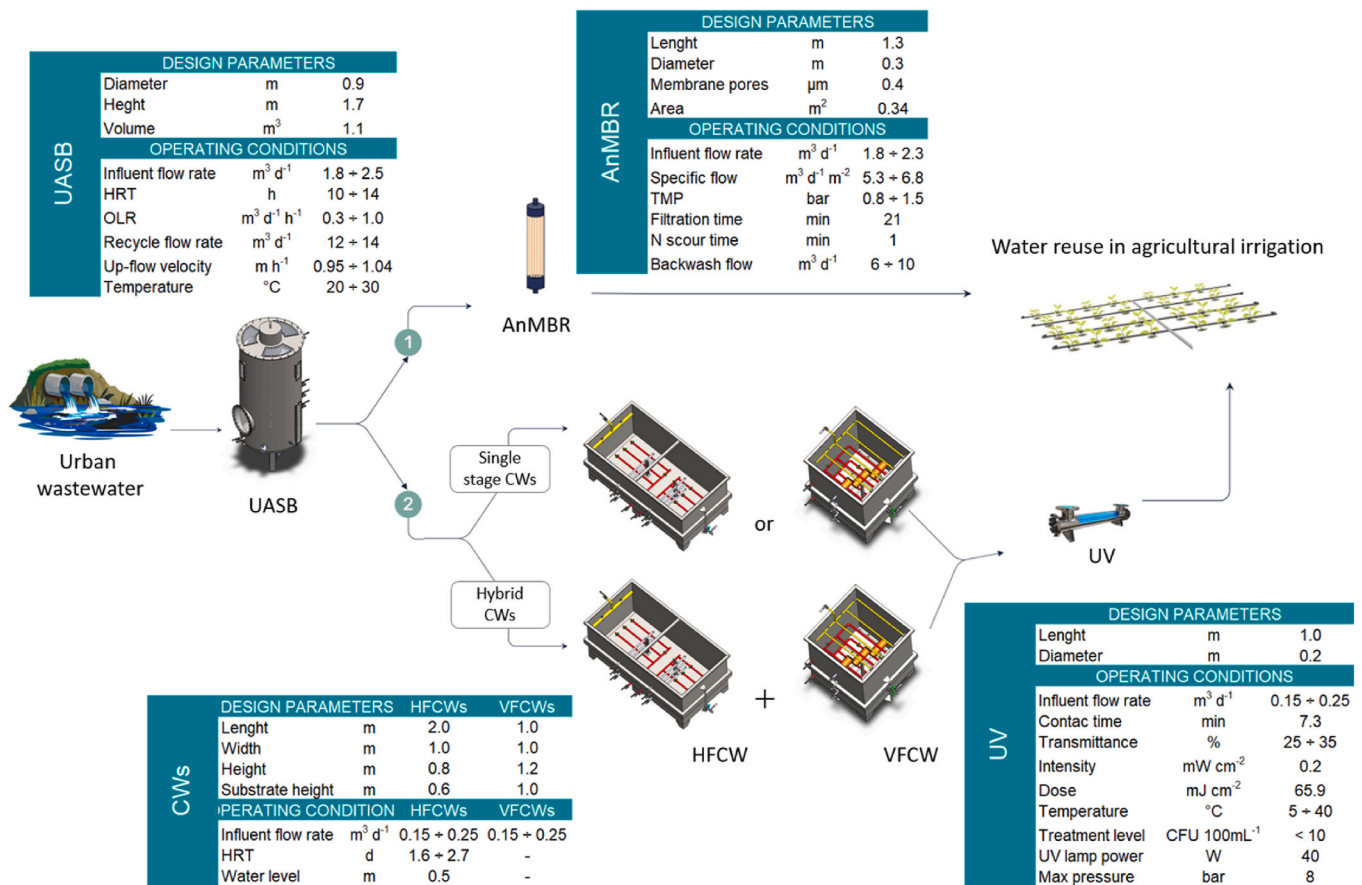 UASB
DESIGN PARAMETERS
Diameter m 0.9
Heght m 1.7
Volume m³ 1.1
OPERATING CONDITIONS
Influent flow rate m³ d⁻¹ 1.8 ÷ 2.5
HRT h 10 ÷ 14
OLR m³ d⁻¹ h⁻¹ 0.3 ÷ 1.0
Recycle flow rate m³ d⁻¹ 12 ÷ 14
Up-flow velocity m h⁻¹ 0.95 ÷ 1.04
Temperature °C 20 ÷ 30
AnMBR
DESIGN PARAMETERS
Lenght m 1.3
Diameter m 0.3
Membrane pores µm 0.4
Area m² 0.34
OPERATING CONDITIONS
Influent flow rate m³ d⁻¹ 1.8 ÷ 2.3
Specific flow m³ d⁻¹ m⁻² 5.3 ÷ 6.8
TMP bar 0.8 ÷ 1.5
Filtration time min 21
N scour time min 1
Backwash flow m³ d⁻¹ 6 ÷ 10
Water reuse in agricultural irrigation
AnMBR
1
Urban
wastewater
UASB
2
Single
stage CWs
or
Hybrid
CWs
UV
HFCW
+
VFCW
CWs
DESIGN PARAMETERS HFCWs VFCWs
Lenght m 2.0 1.0
Width m 1.0 1.0
Height m 0.8 1.2
Substrate height m 0.6 1.0
OPERATING CONDITION HFCWs VFCWs
Influent flow rate m³ d⁻¹ 0.15 ÷ 0.25 0.15 ÷ 0.25
HRT d 1.6 ÷ 2.7 -
Water level m 0.5 -
UV
DESIGN PARAMETERS
Lenght m 1.0
Diameter m 0.2
OPERATING CONDITIONS
Influent flow rate m³ d⁻¹ 0.15 ÷ 0.25
Contac time min 7.3
Transmittance % 25 ÷ 35
Intensity mW cm⁻² 0.2
Dose mJ cm⁻² 65.9
Temperature °C 5 ÷ 40
Treatment level CFU 100mL⁻¹ < 10
UV lamp power W 40
Max pressure bar 8